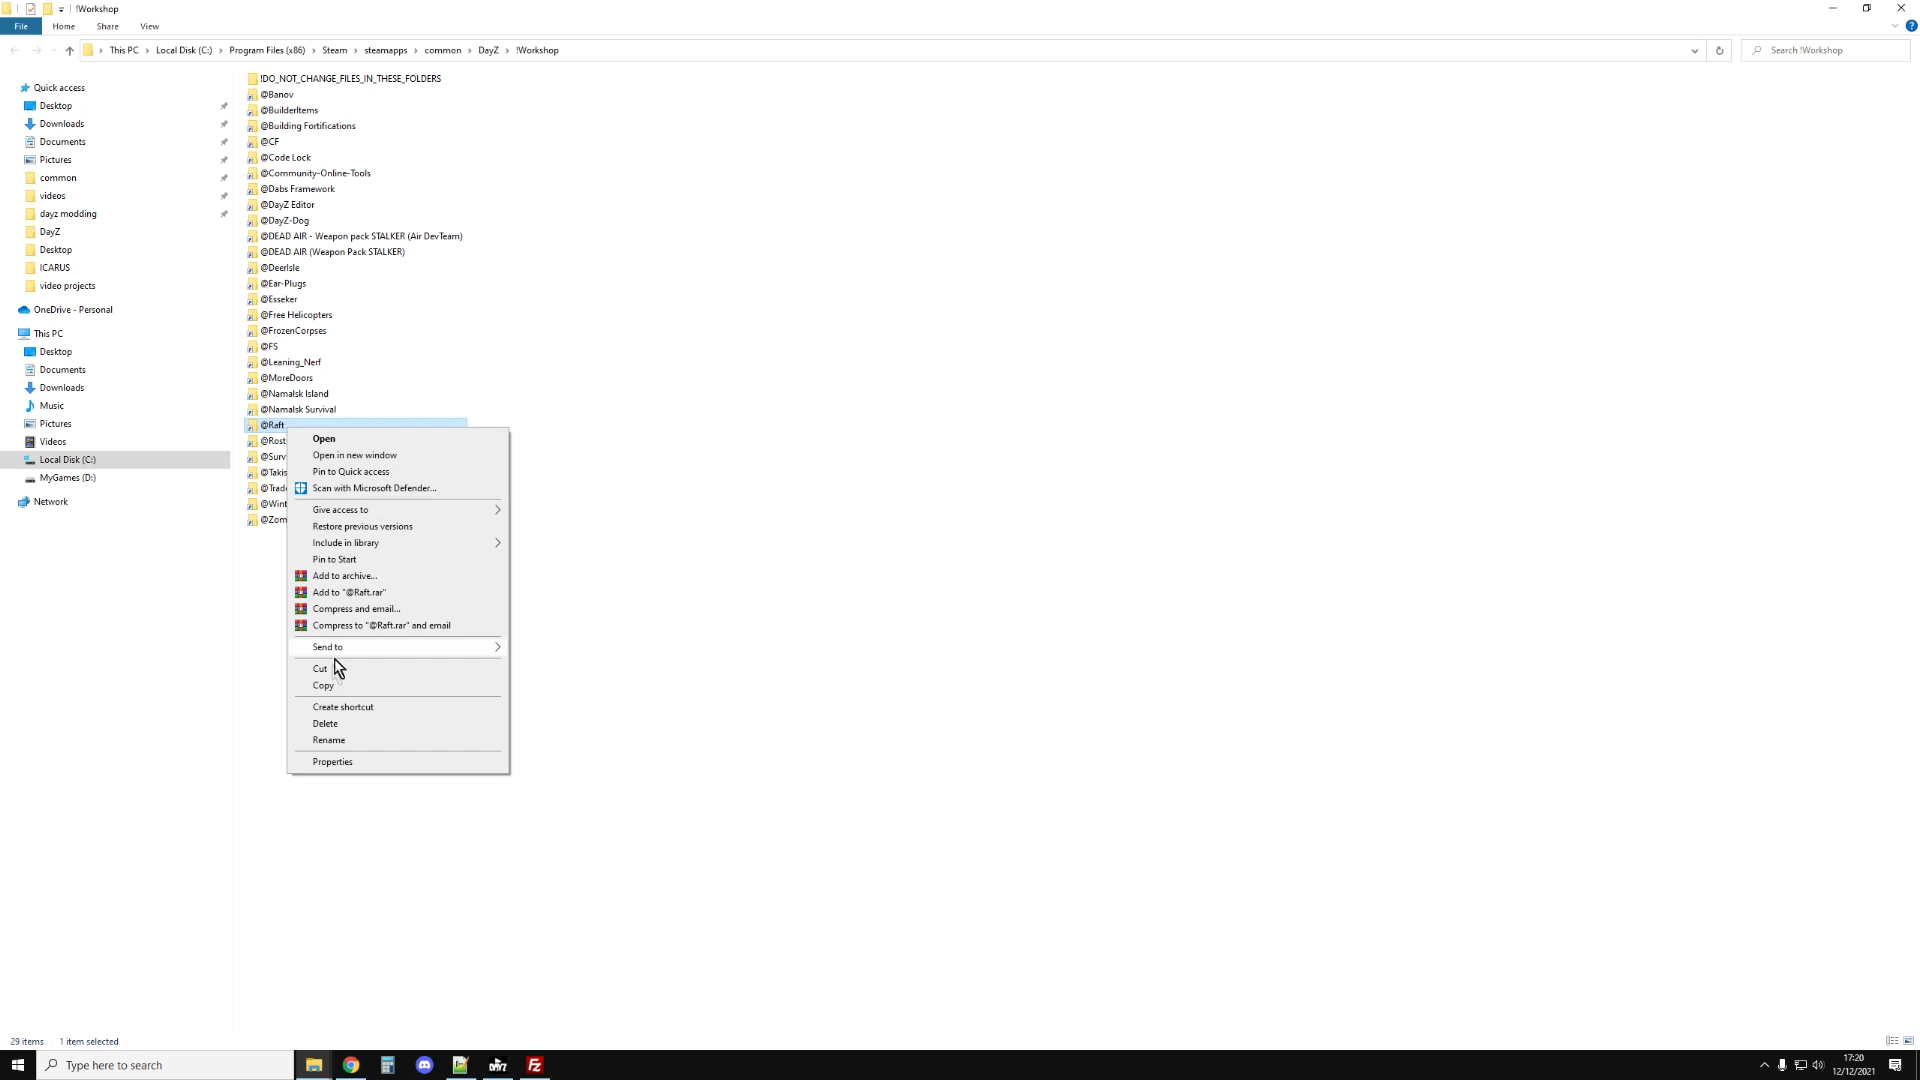 !Workshop
File Home Share View
This PC Local Disk (C:) Program Files (x86) Steam steamapps common DayZ !Workshop
Search !Workshop
Quick access
Desktop
Downloads
Documents
Pictures
common
videos
dayz modding
DayZ
Desktop
ICARUS
video projects
OneDrive - Personal
This PC
Desktop
Documents
Downloads
Music
Pictures
Videos
Local Disk (C:)
MyGames (D:)
Network
!DO_NOT_CHANGE_FILES_IN_THESE_FOLDERS
@Banov
@BuilderItems
@Building Fortifications
@CF
@Code Lock
@Community-Online-Tools
@Dabs Framework
@DayZ Editor
@DayZ-Dog
@DEAD AIR - Weapon pack STALKER (Air DevTeam)
@DEAD AIR (Weapon Pack STALKER)
@DeerIsle
@Ear-Plugs
@Esseker
@Free Helicopters
@FrozenCorpses
@FS
@Leaning_Nerf
@MoreDoors
@Namalsk Island
@Namalsk Survival
@Raft
@Rost
@Surv
@Takis
@Trade
@Wint
@Zom
Open
Open in new window
Pin to Quick access
Scan with Microsoft Defender...
Give access to
Restore previous versions
Include in library
Pin to Start
Add to archive...
Add to "@Raft.rar"
Compress and email...
Compress to "@Raft.rar" and email
Send to
Cut
Copy
Create shortcut
Delete
Rename
Properties
29 items 1 item selected
Type here to search
DAYZ
17:20
12/12/2021